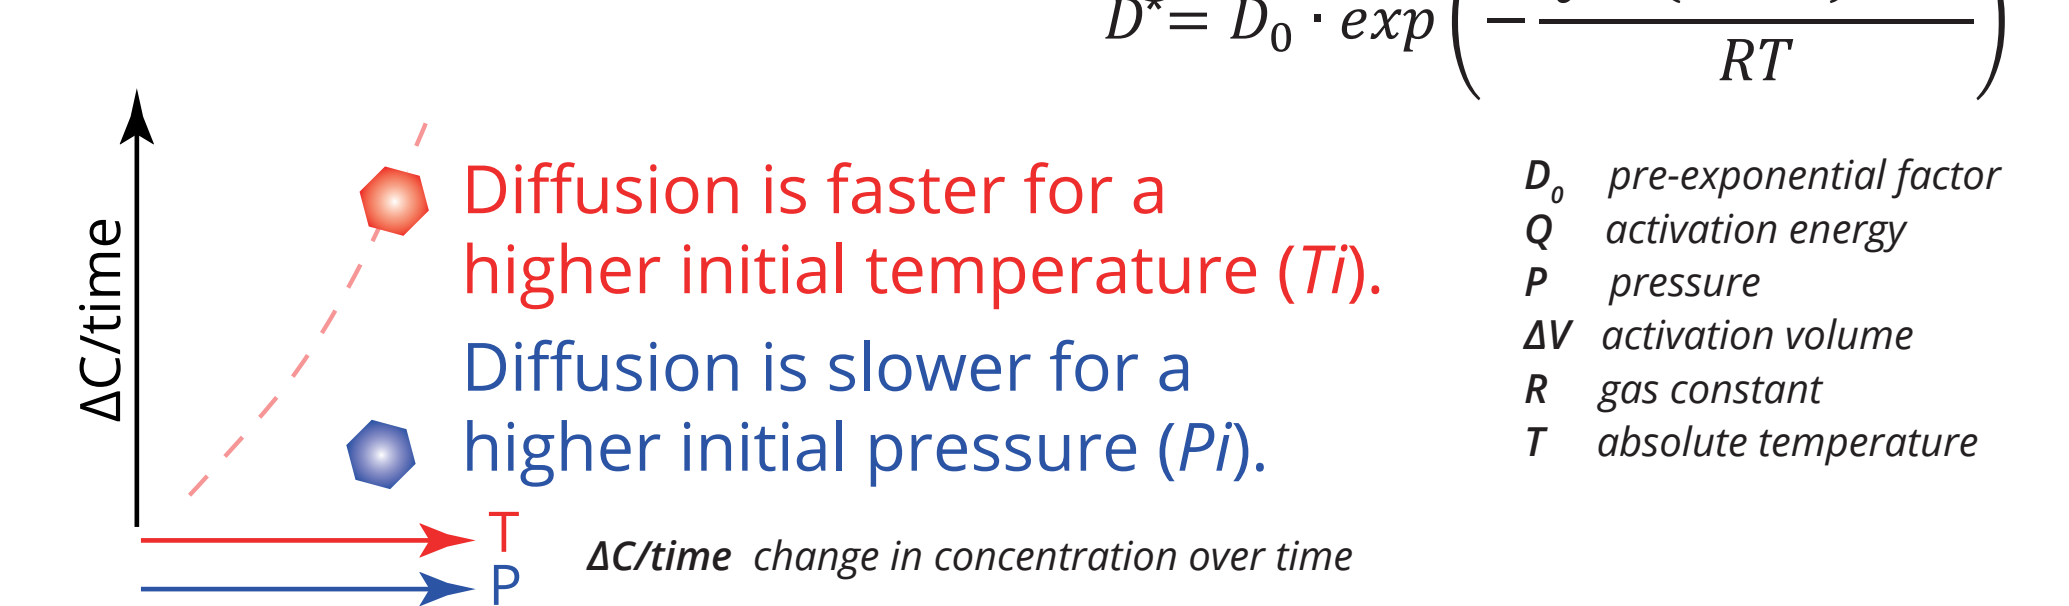 D*= D₀ · exp(− / RT)
ΔC/time
Diffusion is faster for a
higher initial temperature (Ti).
Diffusion is slower for a
higher initial pressure (Pi).
T
P
ΔC/time change in concentration over time
D₀ pre-exponential factor
Q activation energy
P pressure
ΔV activation volume
R gas constant
T absolute temperature